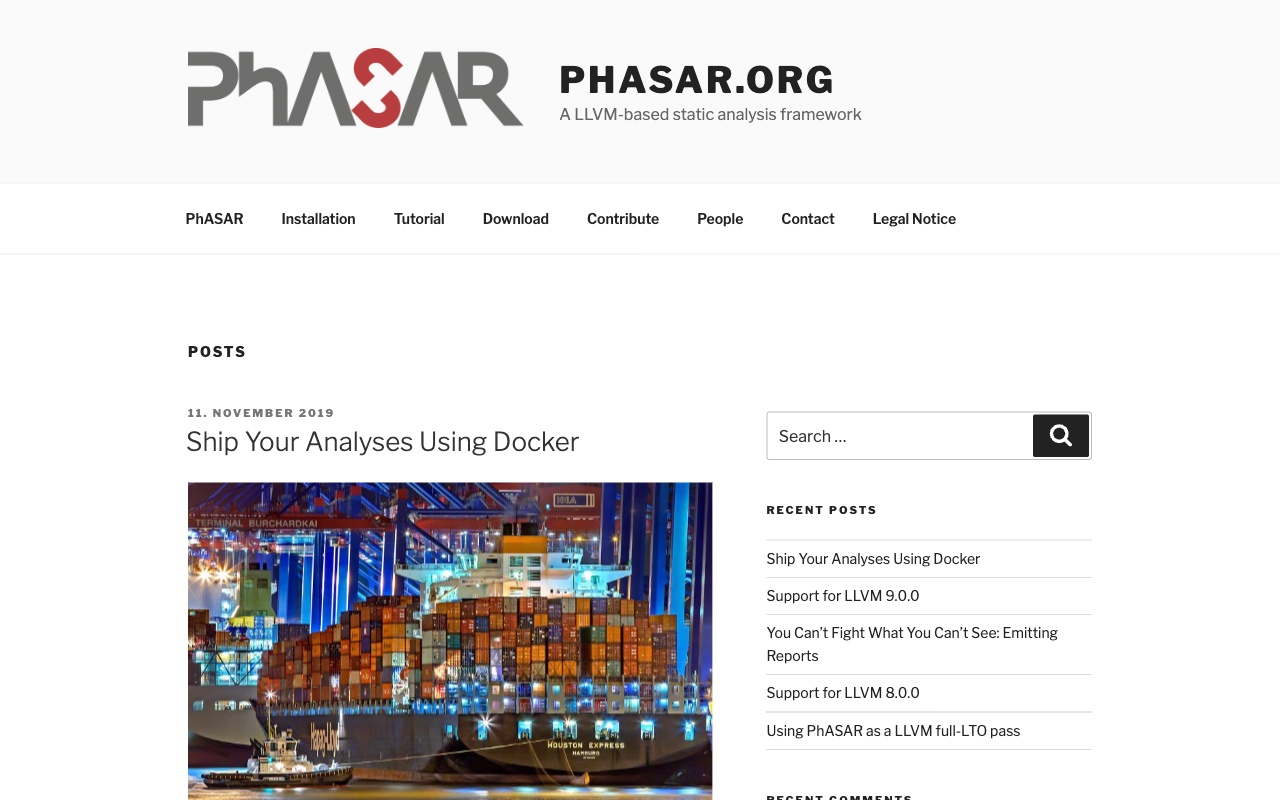 PhASAR
PHASAR.ORG
A LLVM-based static analysis framework
PhASAR
Installation
Tutorial
Download
Contribute
People
Contact
Legal Notice
POSTS
11. NOVEMBER 2019
Ship Your Analyses Using Docker
HHLA
TERMINAL BURCHARDKAI
Hapag-Lloyd
HOUSTON EXPRESS
HAMBURG
Search …
RECENT POSTS
Ship Your Analyses Using Docker
Support for LLVM 9.0.0
You Can’t Fight What You Can’t See: Emitting
Reports
Support for LLVM 8.0.0
Using PhASAR as a LLVM full-LTO pass
RECENT COMMENTS